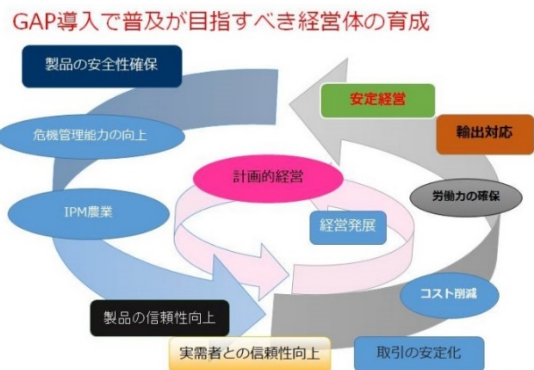 GAP導入で普及が目指すべき経営体の育成
製品の安全性確保
安定経営
危機管理能力の向上
輸出対応
計画的経営
労働力の確保
IPM農業
経営発展
コスト削減
製品の信頼性向上
実需者との信頼性向上
取引の安定化